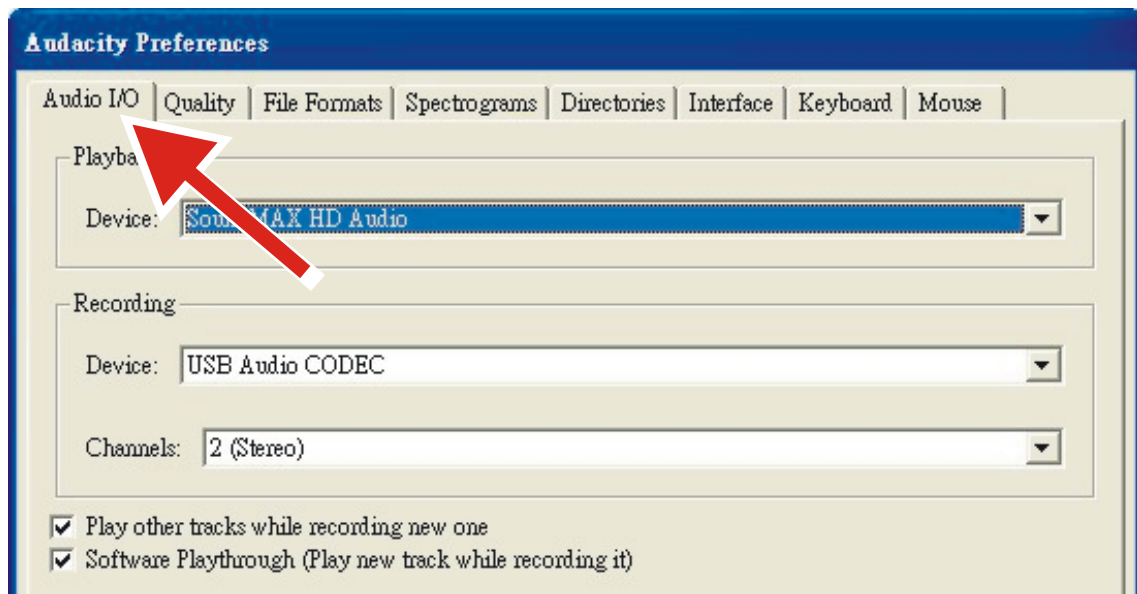 Audacity Preferences
Audio I/O Quality File Formats Spectrograms Directories Interface Keyboard Mouse
Device: MAX HD Audio
Recording
Device: USB Audio CODEC
Channels: 2 (Stereo)
Play other tracks while recording new one
Software Playthrough (Play new track while recording it)